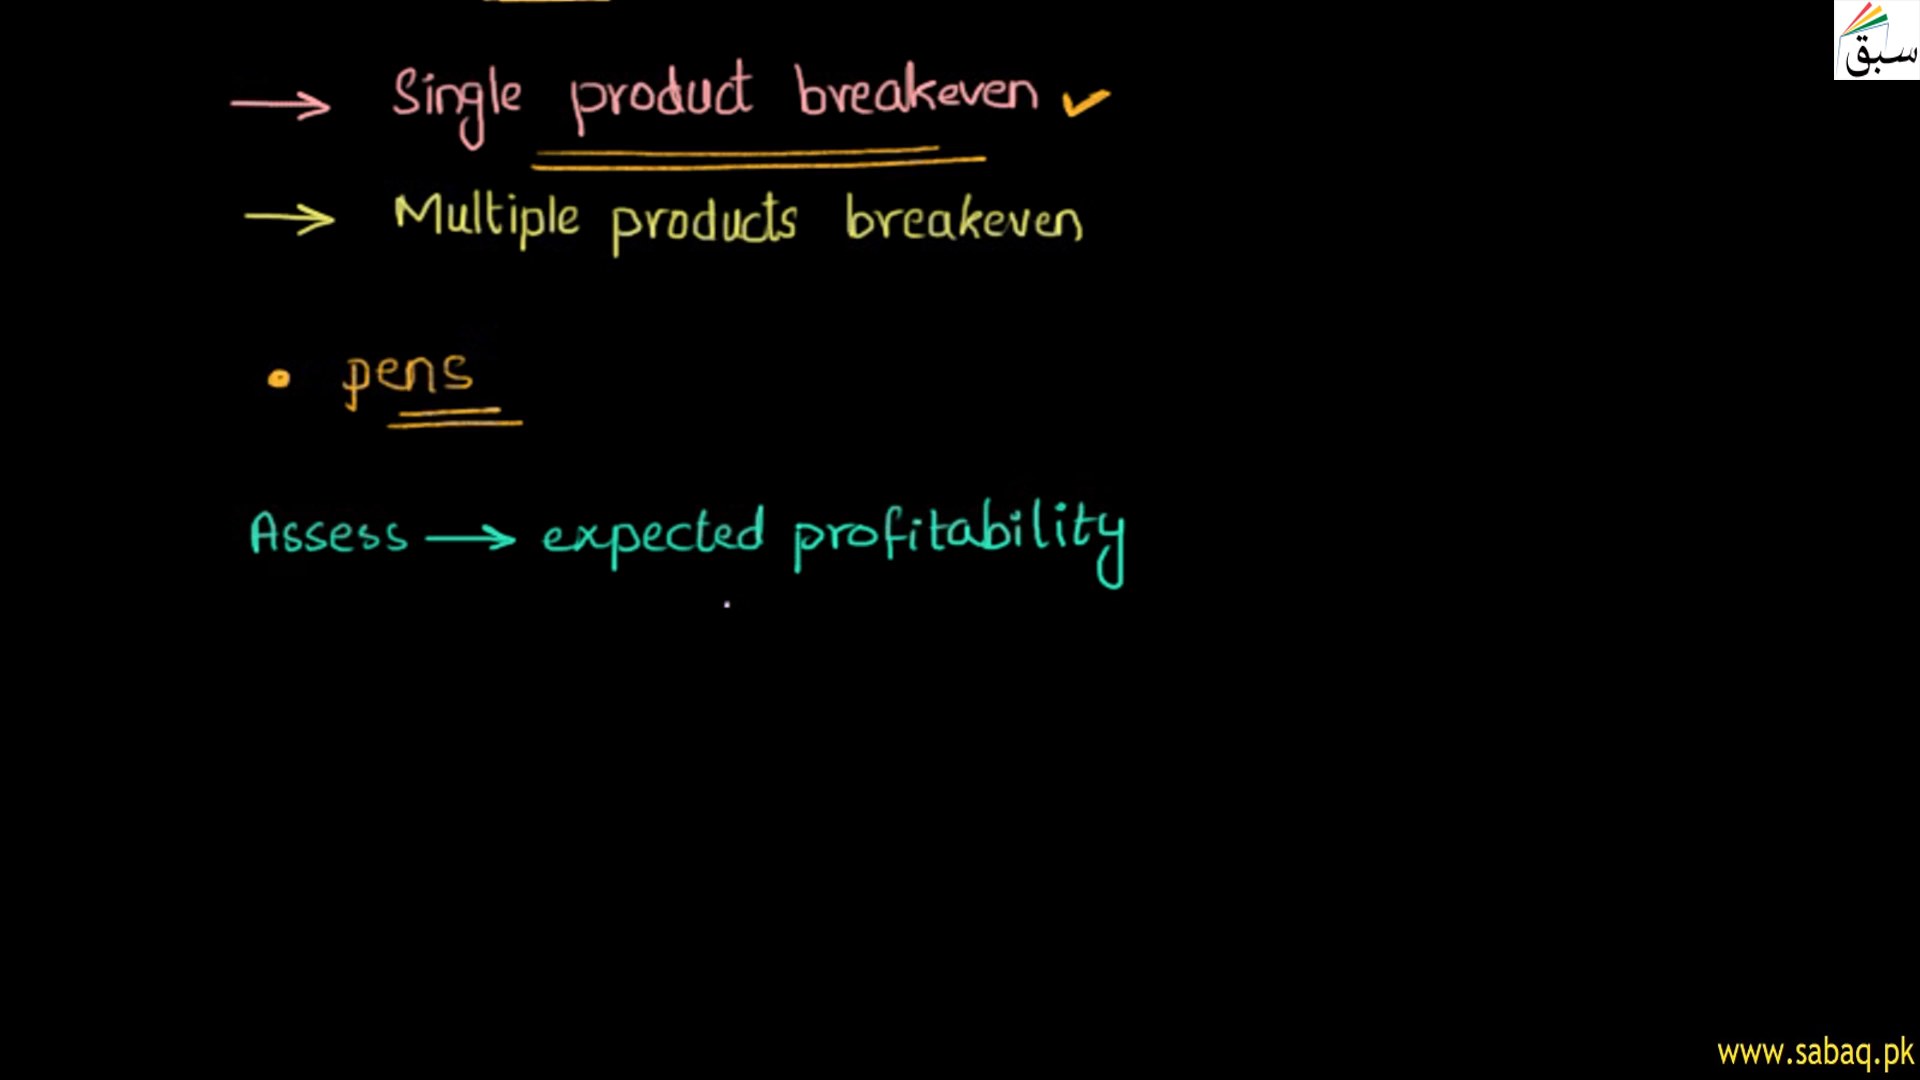 سبق
→ Single product breakeven ✓
→ Multiple products breakeven
• pens
Assess → expected profitability
www.sabaq.pk